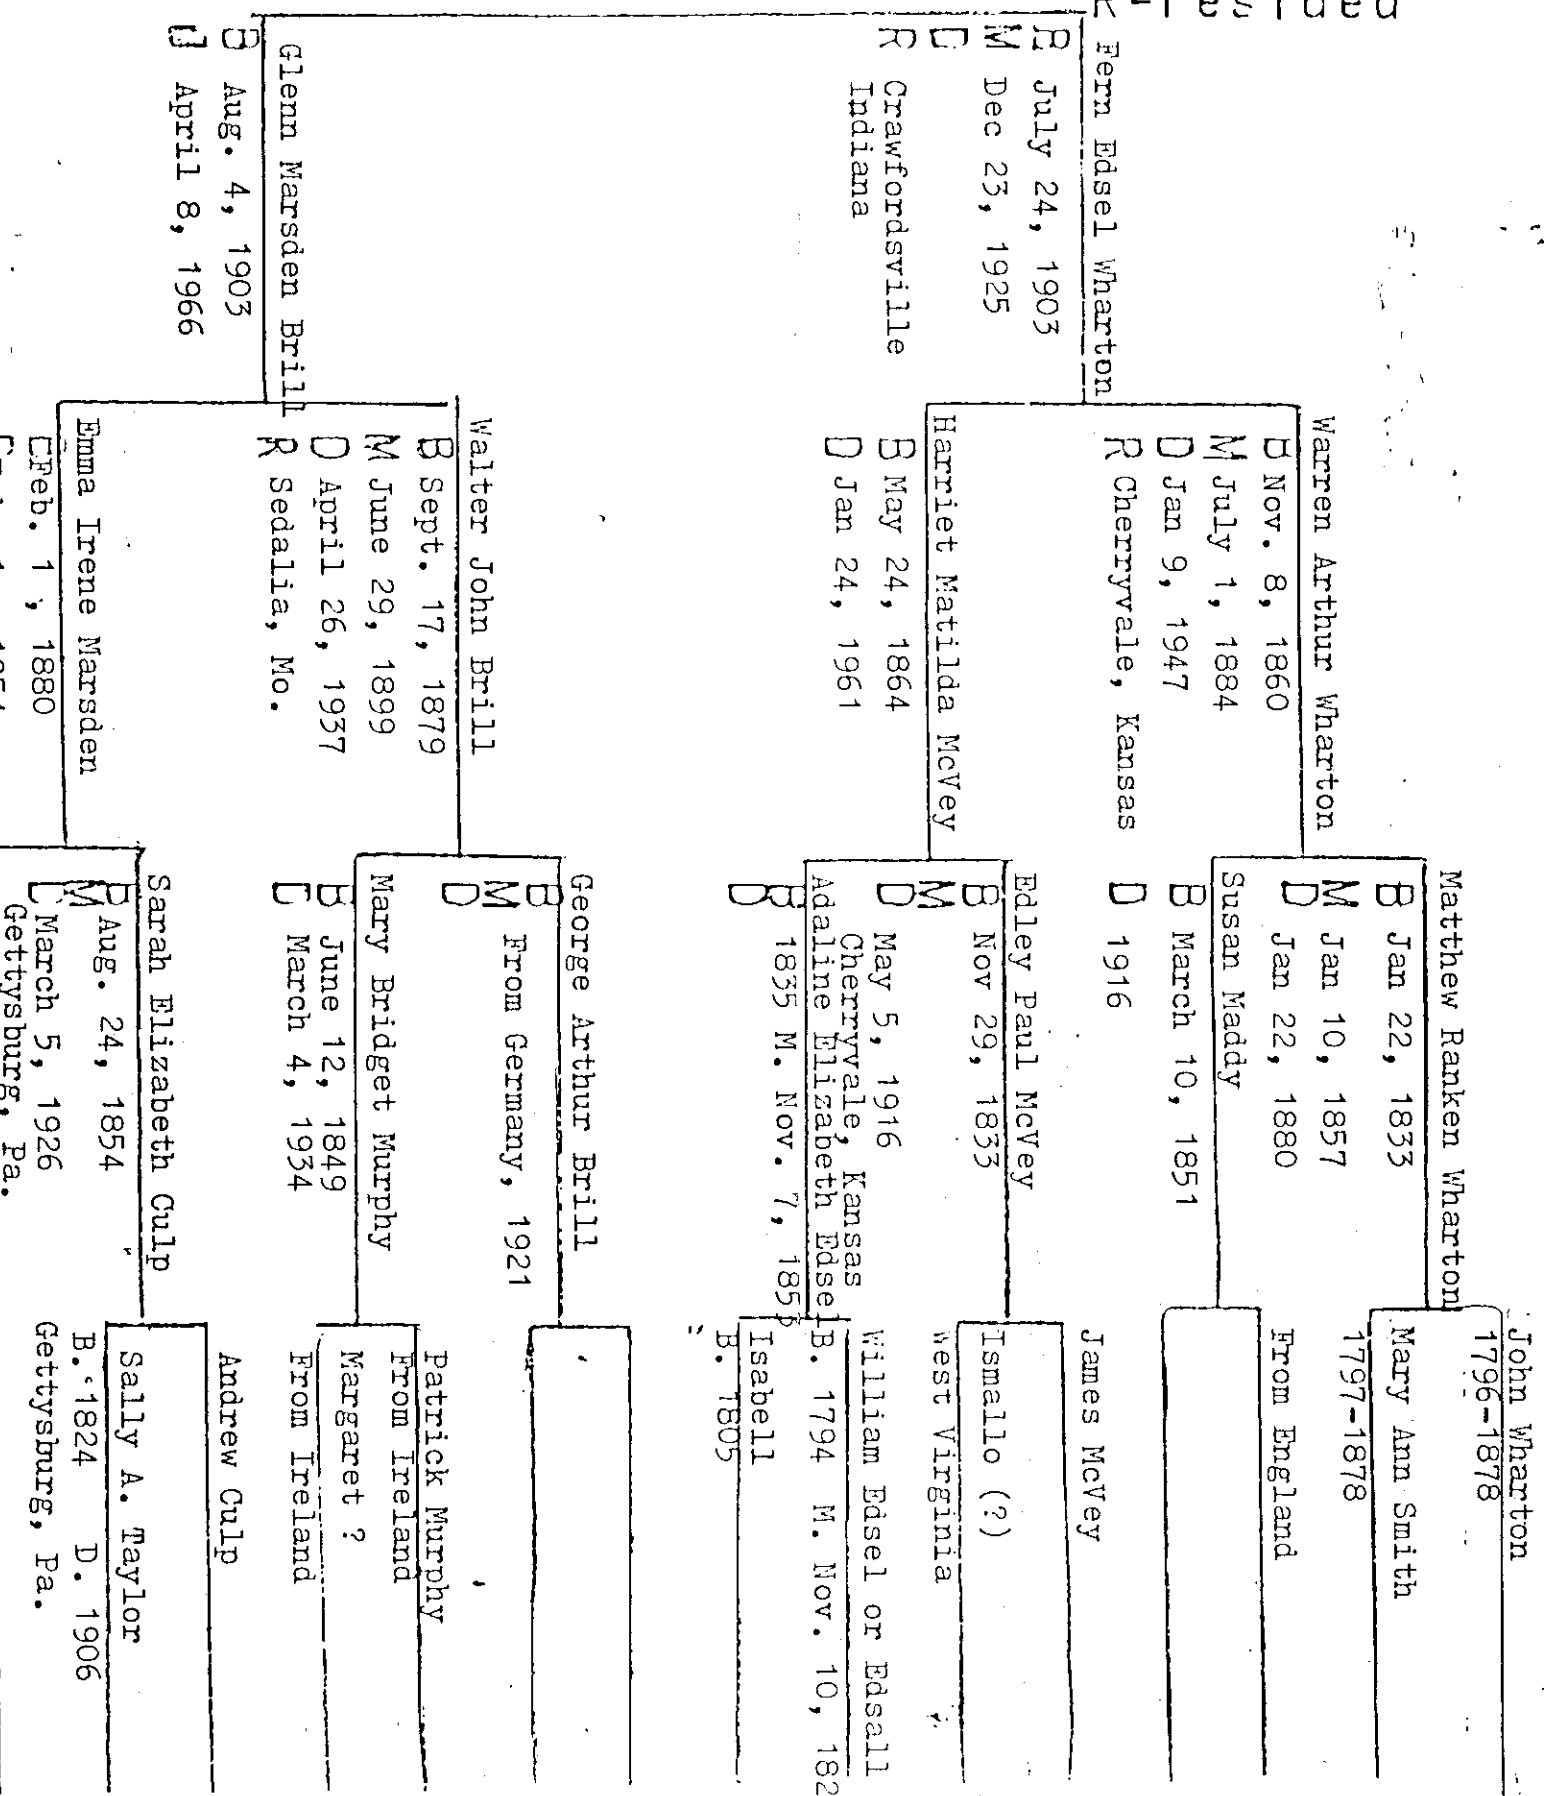 R-resided
Fern Edsel Wharton
B July 24, 1903
M Dec 23, 1925
D
R Crawfordsville
Indiana
Glenn Marsden Brill
B Aug. 4, 1903
D April 8, 1966
Warren Arthur Wharton
B Nov. 8, 1860
M July 1, 1884
D Jan 9, 1947
R Cherryvale, Kansas
Harriet Matilda McVey
B May 24, 1864
D Jan 24, 1961
Walter John Brill
B Sept. 17, 1879
M June 29, 1899
D April 26, 1937
R Sedalia, Mo.
Emma Irene Marsden
Feb. 1, 1880
Matthew Ranken Wharton
B Jan 22, 1833
M Jan 10, 1857
D Jan 22, 1880
Susan Maddy
B March 10, 1851
D 1916
Edley Paul McVey
B Nov 29, 1833
M
D May 5, 1916
Cherryvale, Kansas
Adaline Elizabeth Edsel
B 1835 M. Nov. 7, 185
D
George Arthur Brill
B
M From Germany, 1921
D
Mary Bridget Murphy
B June 12, 1849
D March 4, 1934
Sarah Elizabeth Culp
B Aug. 24, 1854
M
D March 5, 1926
Gettysburg, Pa.
John Wharton
1796-1878
Mary Ann Smith
1797-1878
From England
James McVey
Ismallo (?)
West Virginia
William Edsel or Edsall
B. 1794 M. Nov. 10, 182
Isabell
B. 1805
Patrick Murphy
From Ireland
Margaret ?
From Ireland
Andrew Culp
Sally A. Taylor
B. 1824 D. 1906
Gettysburg, Pa.